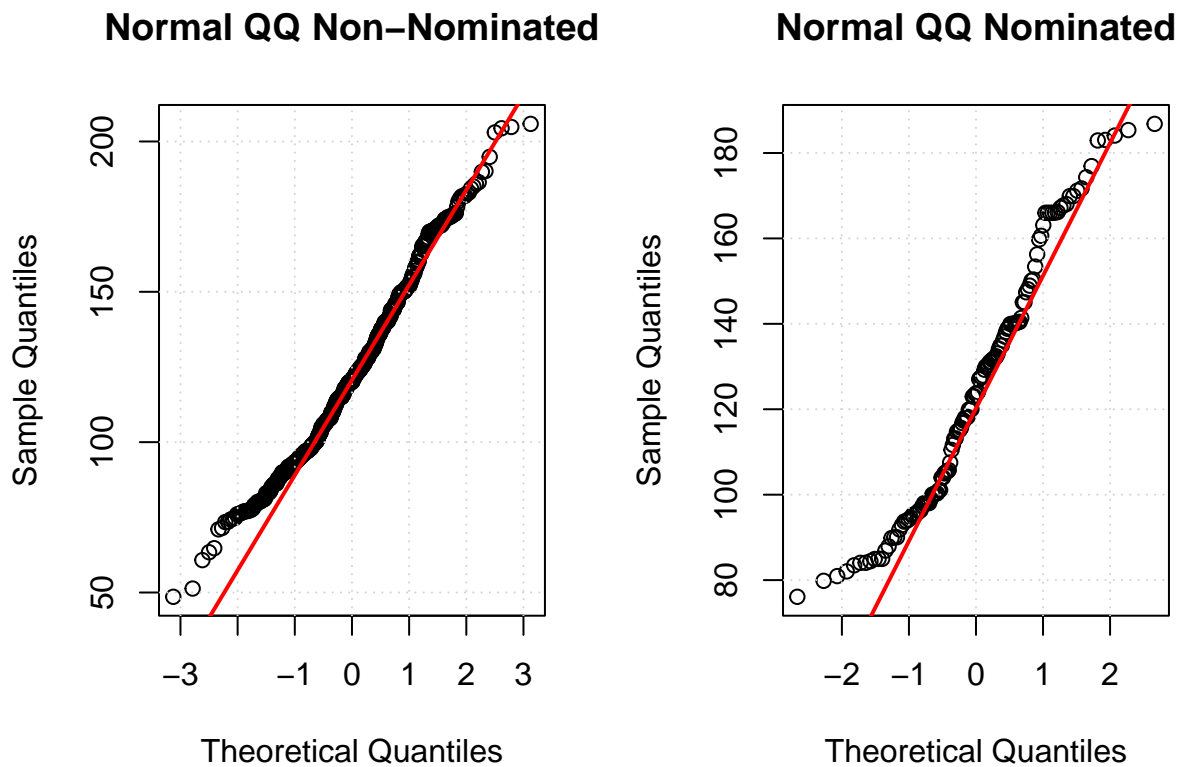 Normal QQ Non−Nominated
Sample Quantiles
200
150
100
50
−3 −1 0 1 2 3
Theoretical Quantiles
Normal QQ Nominated
Sample Quantiles
180
160
140
120
100
80
−2 −1 0 1 2
Theoretical Quantiles